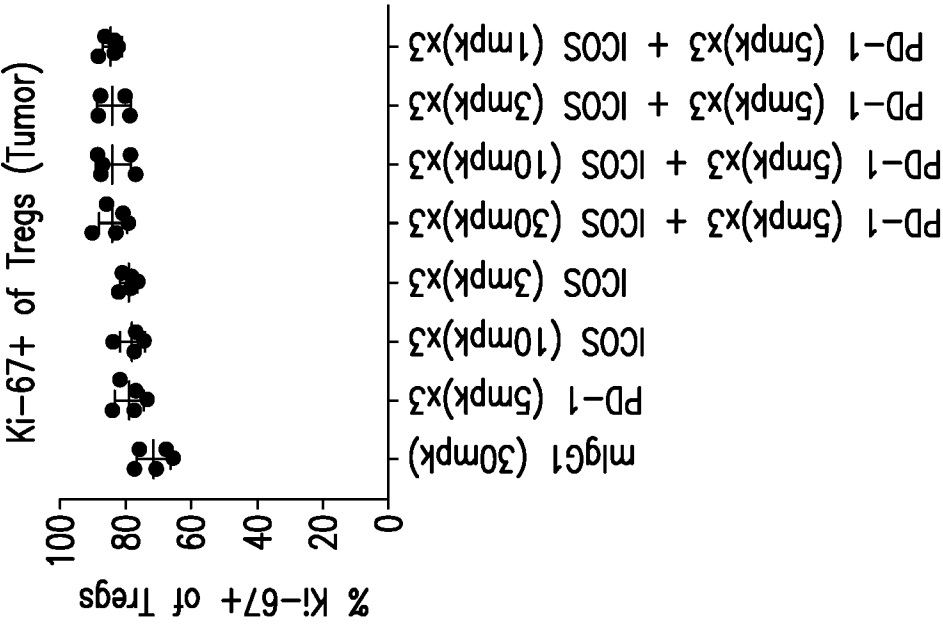 Ki-67+ of Tregs (Tumor)
% Ki-67+ of Tregs
100
80
60
40
20
0
mIgG1 (30mpk)
PD-1 (5mpk)x3
ICOS (10mpk)x3
ICOS (3mpk)x3
PD-1 (5mpk)x3 + ICOS (30mpk)x3
PD-1 (5mpk)x3 + ICOS (10mpk)x3
PD-1 (5mpk)x3 + ICOS (3mpk)x3
PD-1 (5mpk)x3 + ICOS (1mpk)x3